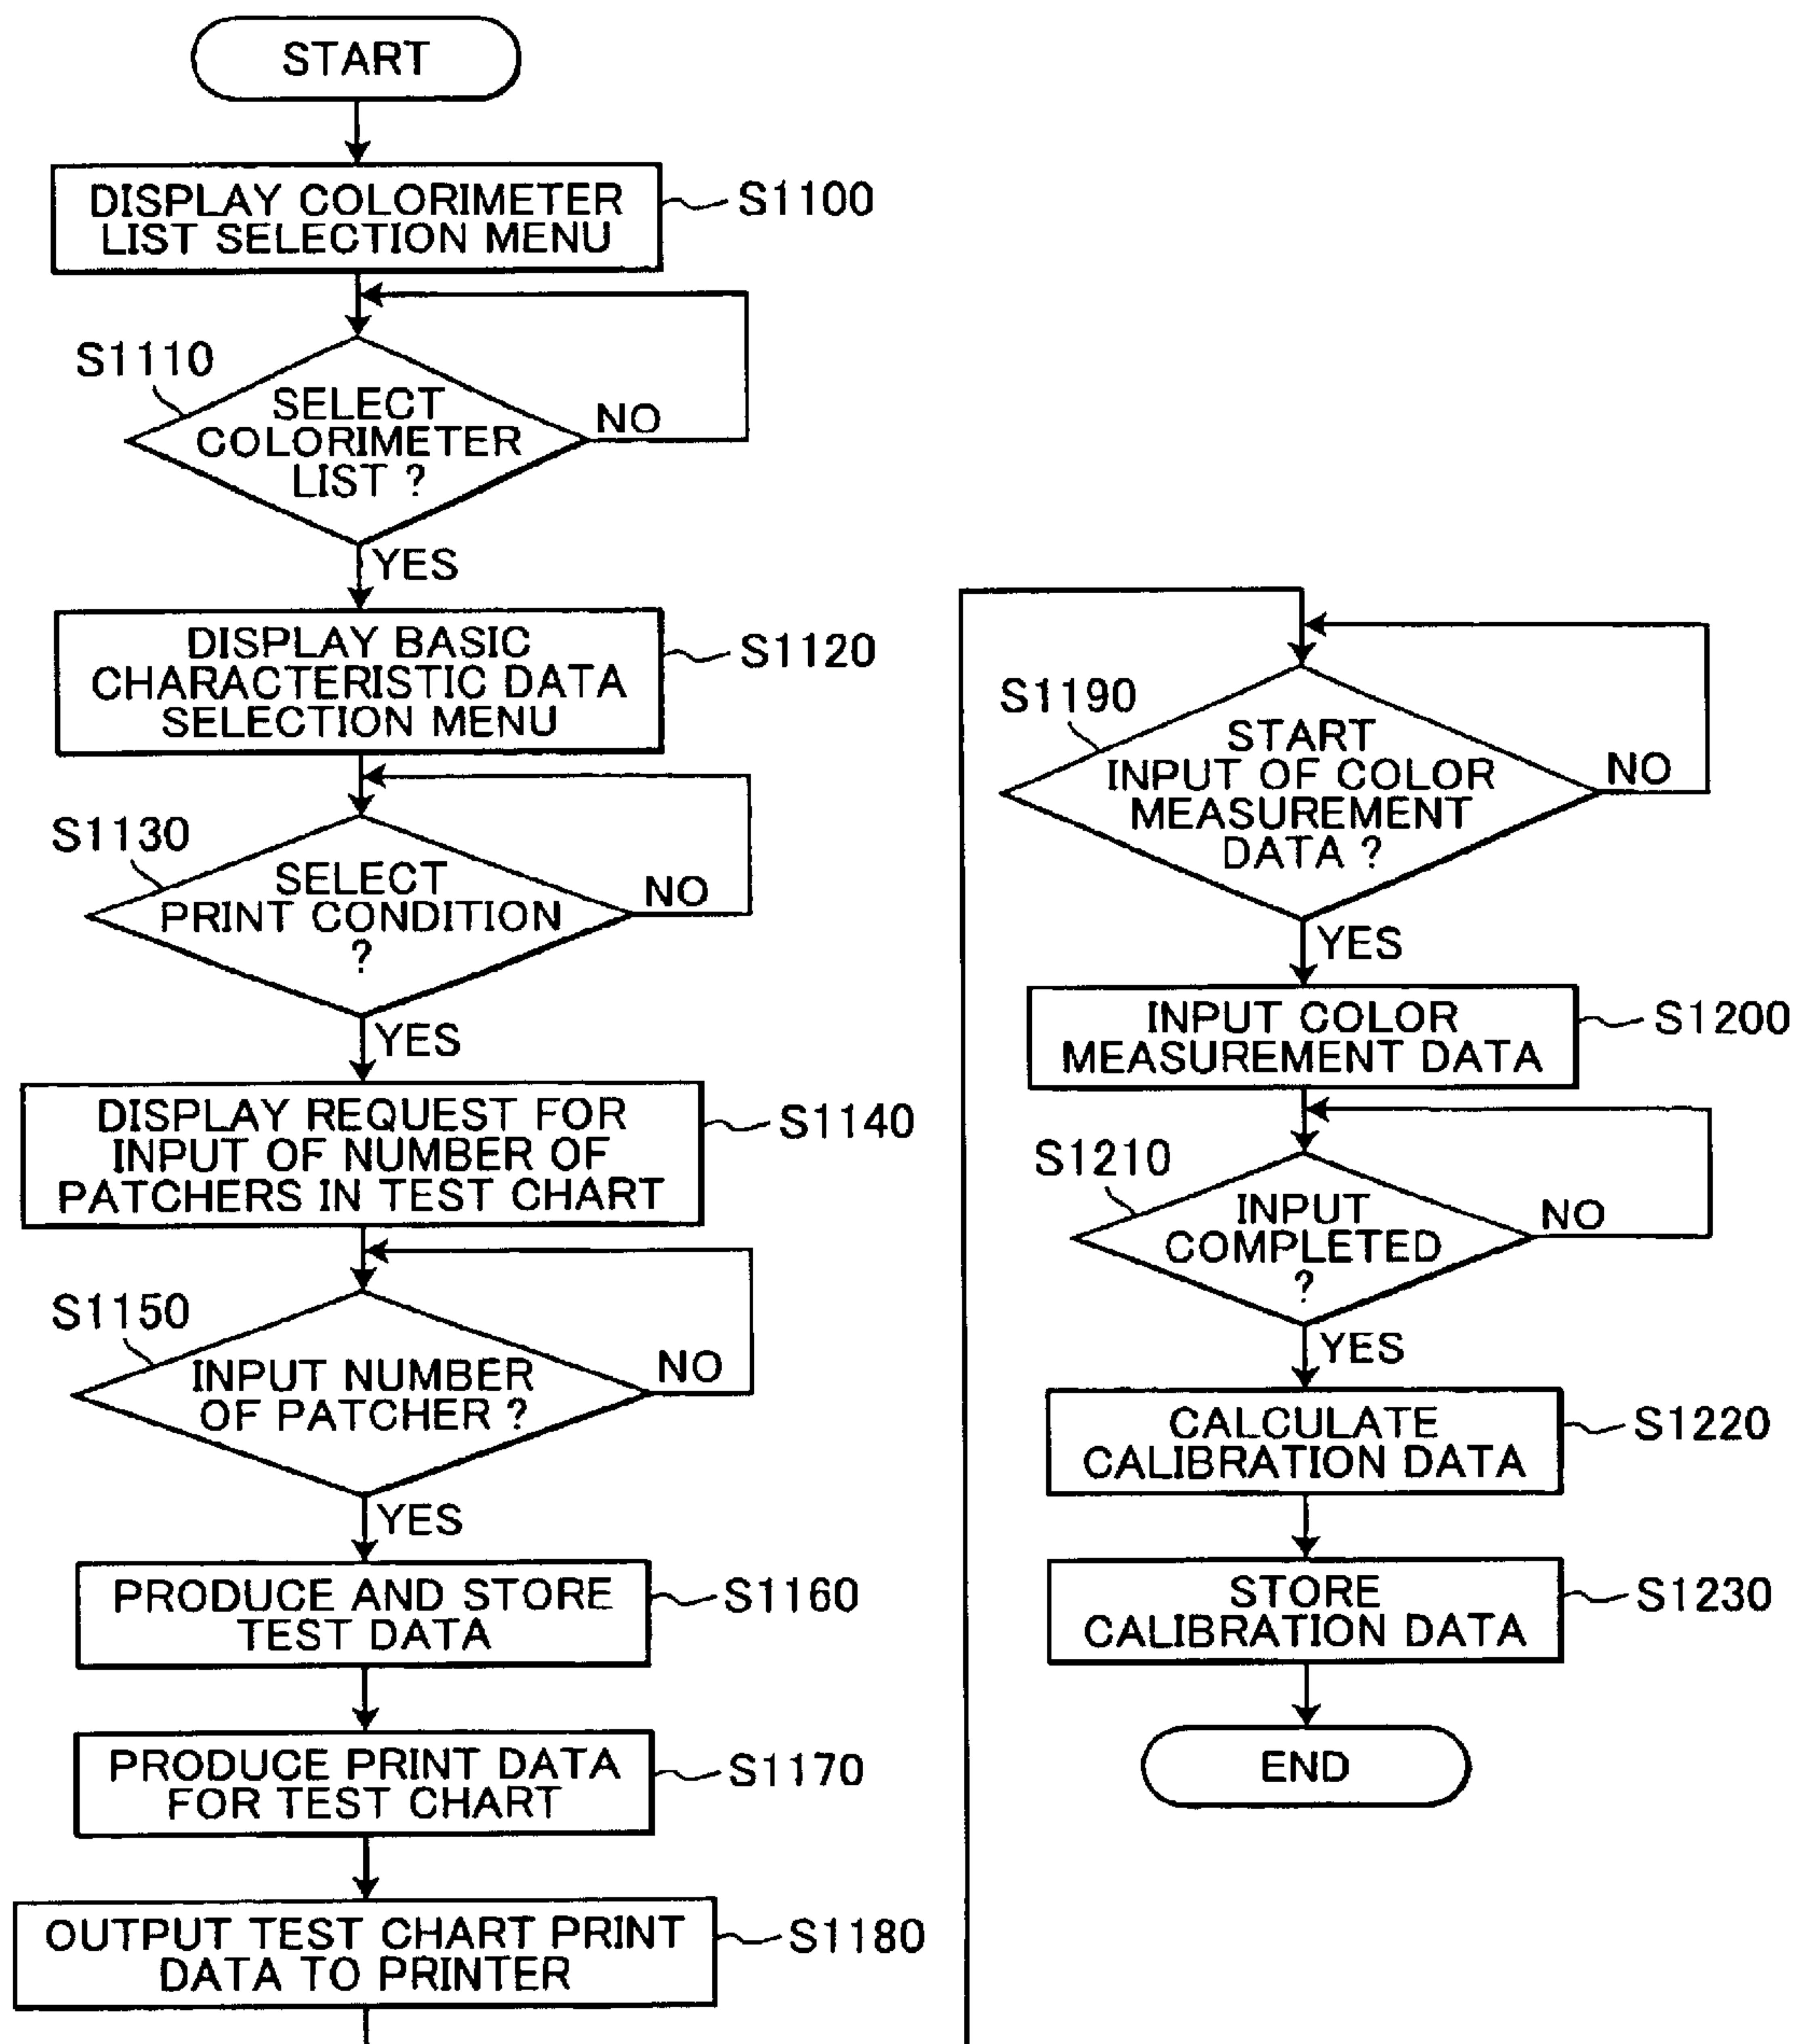 START
DISPLAY COLORIMETER
LIST SELECTION MENU
S1100
S1110
SELECT
COLORIMETER
LIST ?
NO
YES
DISPLAY BASIC
CHARACTERISTIC DATA
SELECTION MENU
S1120
S1130
SELECT
PRINT CONDITION
?
NO
YES
DISPLAY REQUEST FOR
INPUT OF NUMBER OF
PATCHERS IN TEST CHART
S1140
S1150
INPUT NUMBER
OF PATCHER ?
NO
YES
PRODUCE AND STORE
TEST DATA
S1160
PRODUCE PRINT DATA
FOR TEST CHART
S1170
OUTPUT TEST CHART PRINT
DATA TO PRINTER
S1180
S1190
START
INPUT OF COLOR
MEASUREMENT
DATA ?
NO
YES
INPUT COLOR
MEASUREMENT DATA
S1200
S1210
INPUT
COMPLETED
?
NO
YES
CALCULATE
CALIBRATION DATA
S1220
STORE
CALIBRATION DATA
S1230
END